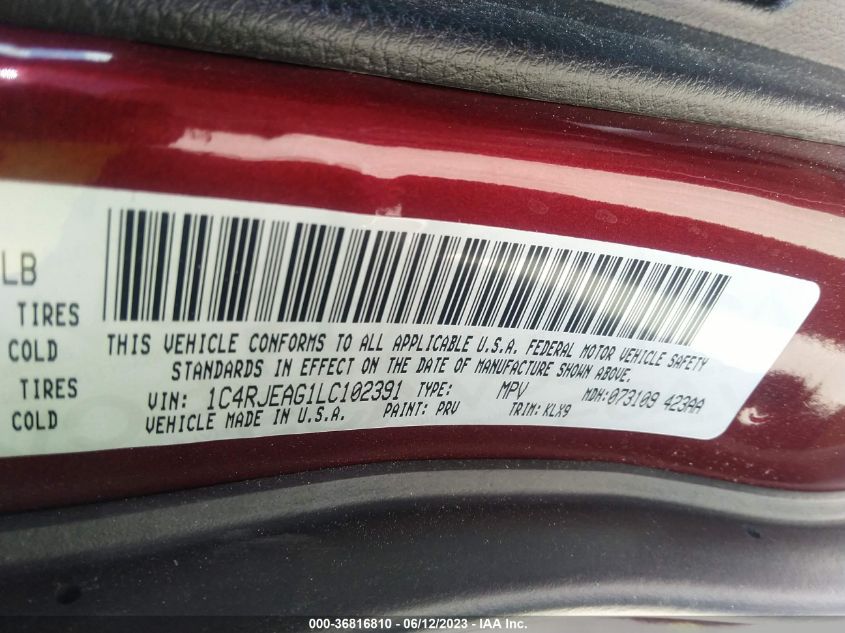 LB
TIRES
COLD
TIRES
COLD
THIS VEHICLE CONFORMS TO ALL APPLICABLE U.S.A. FEDERAL MOTOR VEHICLE SAFETY
STANDARDS IN EFFECT ON THE DATE OF MANUFACTURE SHOWN ABOVE.
VIN: 1C4RJEAG1LC102391 TYPE: MPV MDH:073109 423AA
VEHICLE MADE IN U.S.A. PAINT: PRV TRIM: KLX9
000-36816810 - 06/12/2023 - IAA Inc.